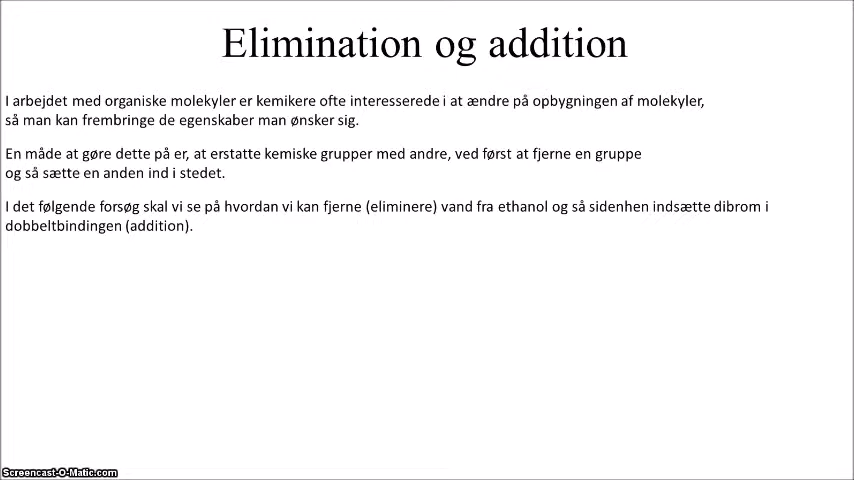 Elimination og addition
I arbejdet med organiske molekyler er kemikere ofte interesserede i at ændre på opbygningen af molekyler,
så man kan frembringe de egenskaber man ønsker sig.
En måde at gøre dette på er, at erstatte kemiske grupper med andre, ved først at fjerne en gruppe
og så sætte en anden ind i stedet.
I det følgende forsøg skal vi se på hvordan vi kan fjerne (eliminere) vand fra ethanol og så sidenhen indsætte dibrom i
dobbeltbindingen (addition).
Screencast-O-Matic.com